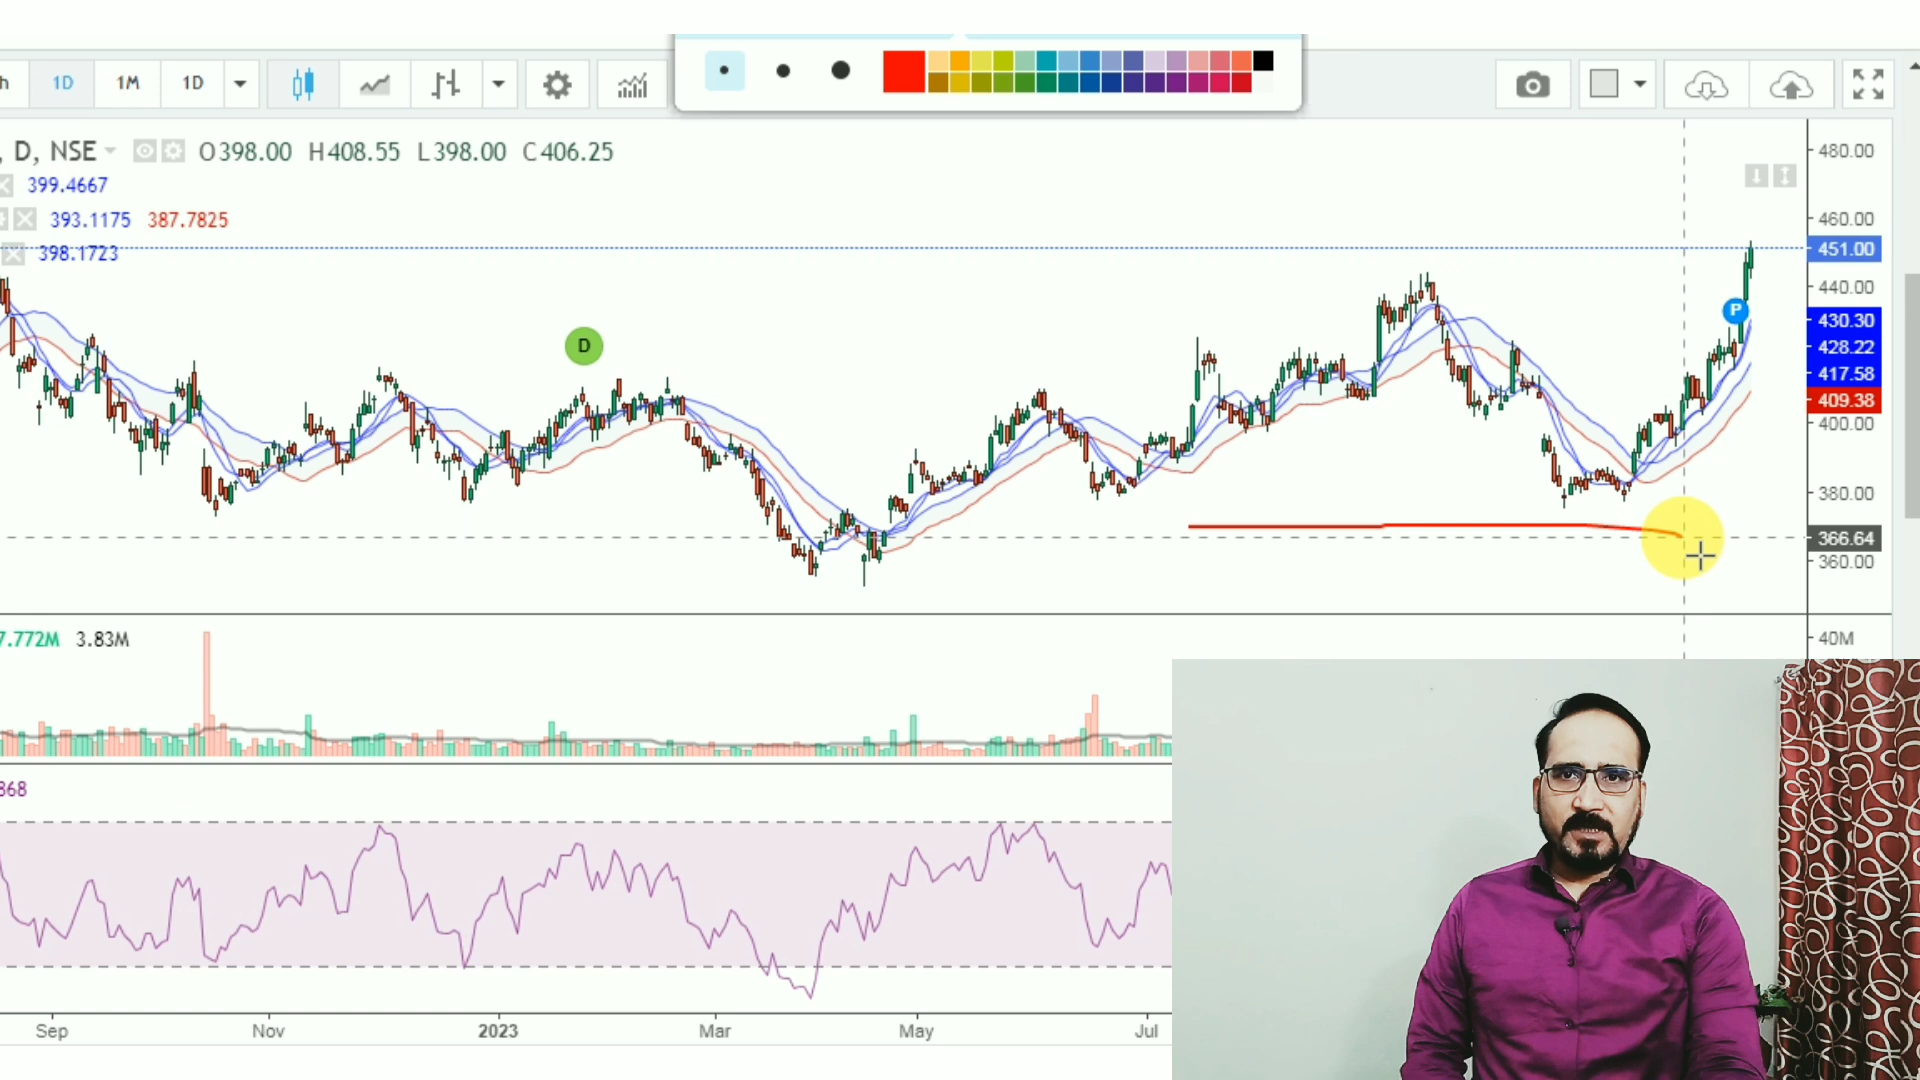 h 1D 1M 1D
, D, NSE O398.00 H408.55 L398.00 C406.25
399.4667
393.1175 387.7825
398.1723
480.00
460.00
451.00
440.00
430.30
428.22
417.58
409.38
400.00
380.00
366.64
360.00
D
P
7.772M 3.83M
40M
868
Sep Nov 2023 Mar May Jul